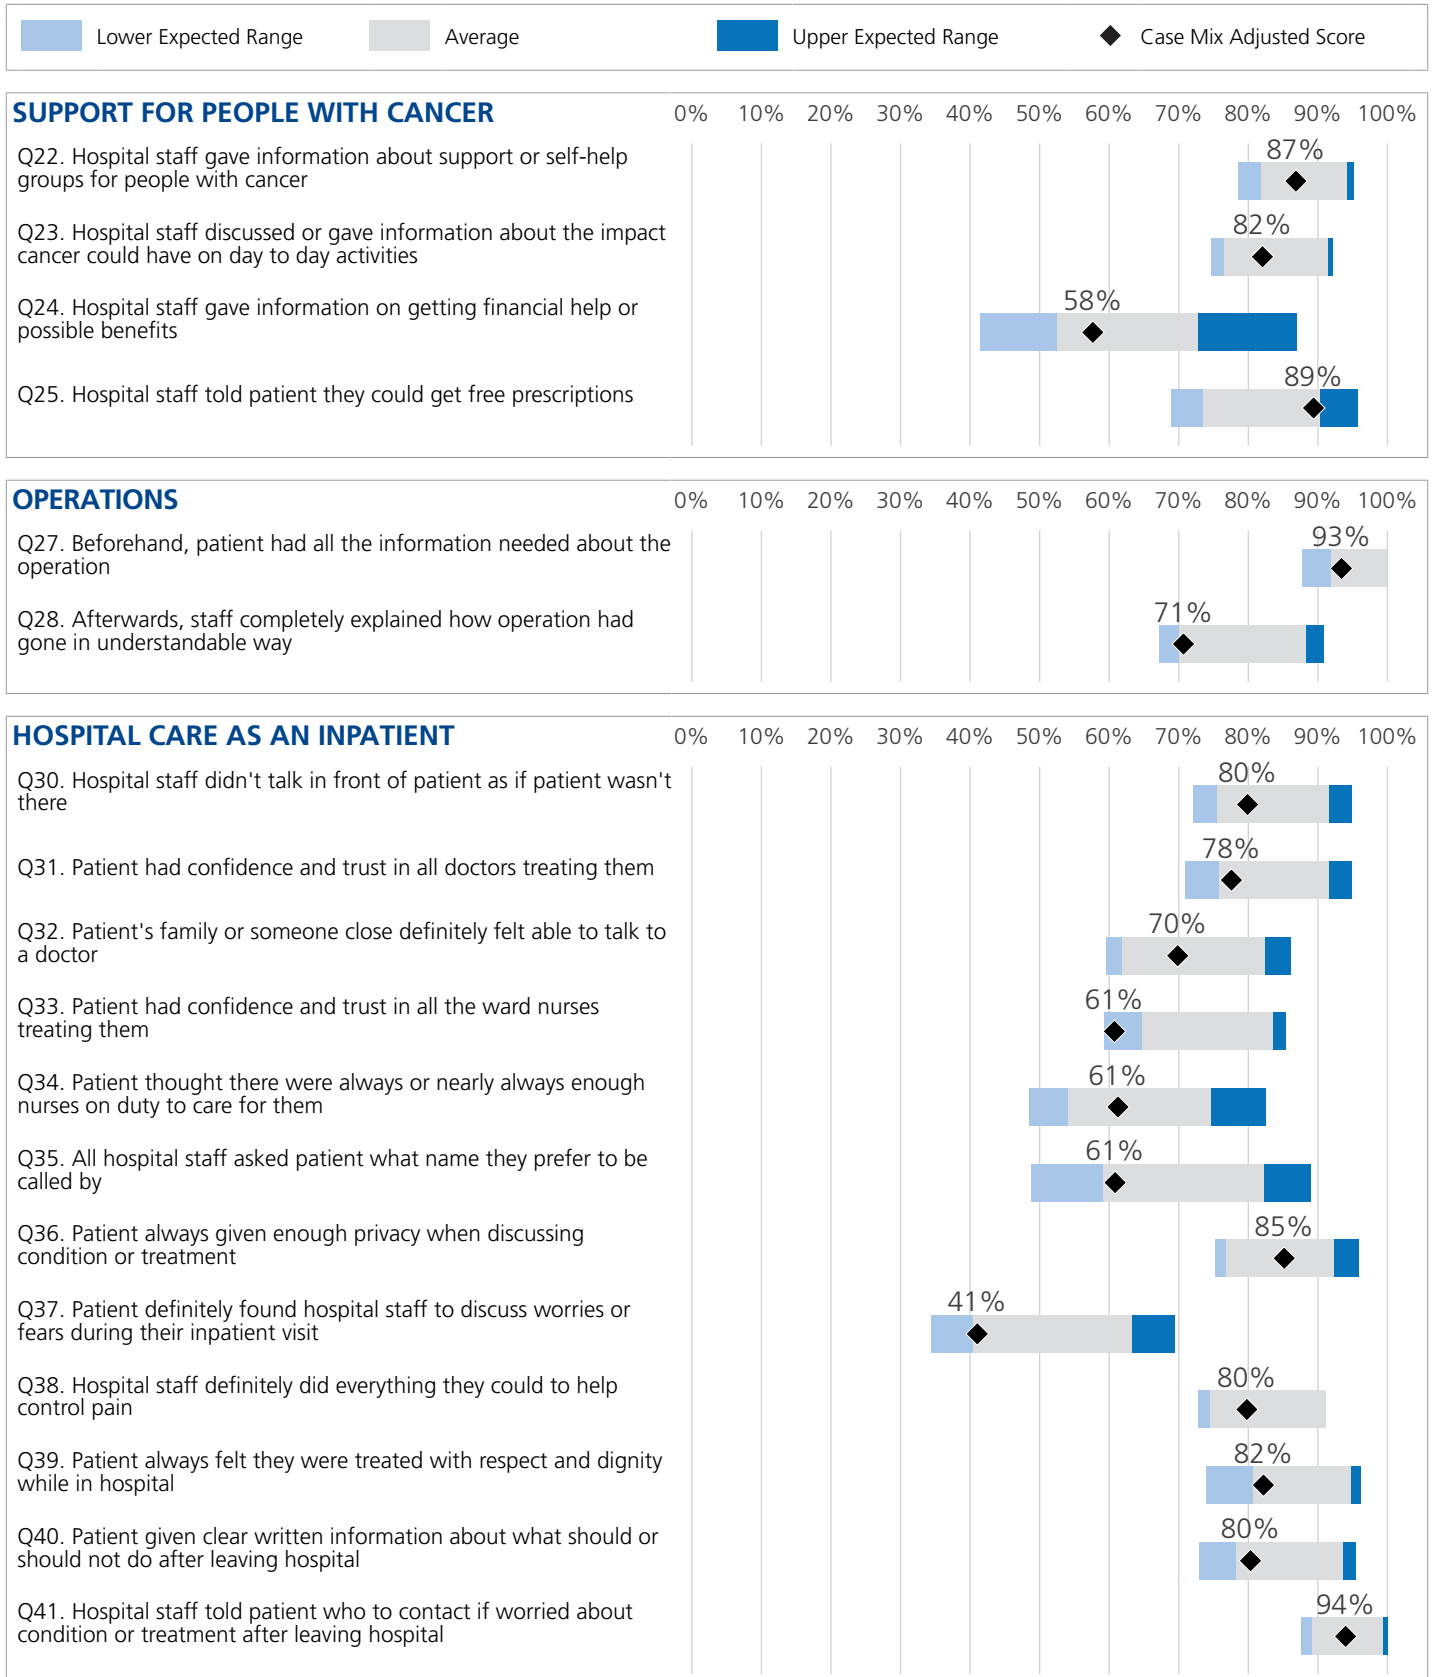 Lower Expected Range Average Upper Expected Range Case Mix Adjusted Score
SUPPORT FOR PEOPLE WITH CANCER 0% 10% 20% 30% 40% 50% 60% 70% 80% 90% 100%
Q22. Hospital staff gave information about support or self-help
groups for people with cancer
87%
Q23. Hospital staff discussed or gave information about the impact
cancer could have on day to day activities
82%
Q24. Hospital staff gave information on getting financial help or
possible benefits
58%
Q25. Hospital staff told patient they could get free prescriptions
89%
OPERATIONS 0% 10% 20% 30% 40% 50% 60% 70% 80% 90% 100%
Q27. Beforehand, patient had all the information needed about the
operation
93%
Q28. Afterwards, staff completely explained how operation had
gone in understandable way
71%
HOSPITAL CARE AS AN INPATIENT 0% 10% 20% 30% 40% 50% 60% 70% 80% 90% 100%
Q30. Hospital staff didn't talk in front of patient as if patient wasn't
there
80%
Q31. Patient had confidence and trust in all doctors treating them
78%
Q32. Patient's family or someone close definitely felt able to talk to
a doctor
70%
Q33. Patient had confidence and trust in all the ward nurses
treating them
61%
Q34. Patient thought there were always or nearly always enough
nurses on duty to care for them
61%
Q35. All hospital staff asked patient what name they prefer to be
called by
61%
Q36. Patient always given enough privacy when discussing
condition or treatment
85%
Q37. Patient definitely found hospital staff to discuss worries or
fears during their inpatient visit
41%
Q38. Hospital staff definitely did everything they could to help
control pain
80%
Q39. Patient always felt they were treated with respect and dignity
while in hospital
82%
Q40. Patient given clear written information about what should or
should not do after leaving hospital
80%
Q41. Hospital staff told patient who to contact if worried about
condition or treatment after leaving hospital
94%